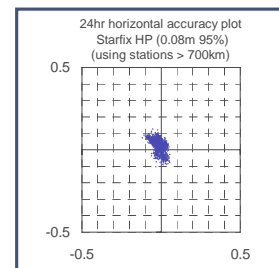 24hr horizontal accuracy plot
Starfix HP (0.08m 95%)
(using stations > 700km)
0.5
-0.5
-0.5
0.5